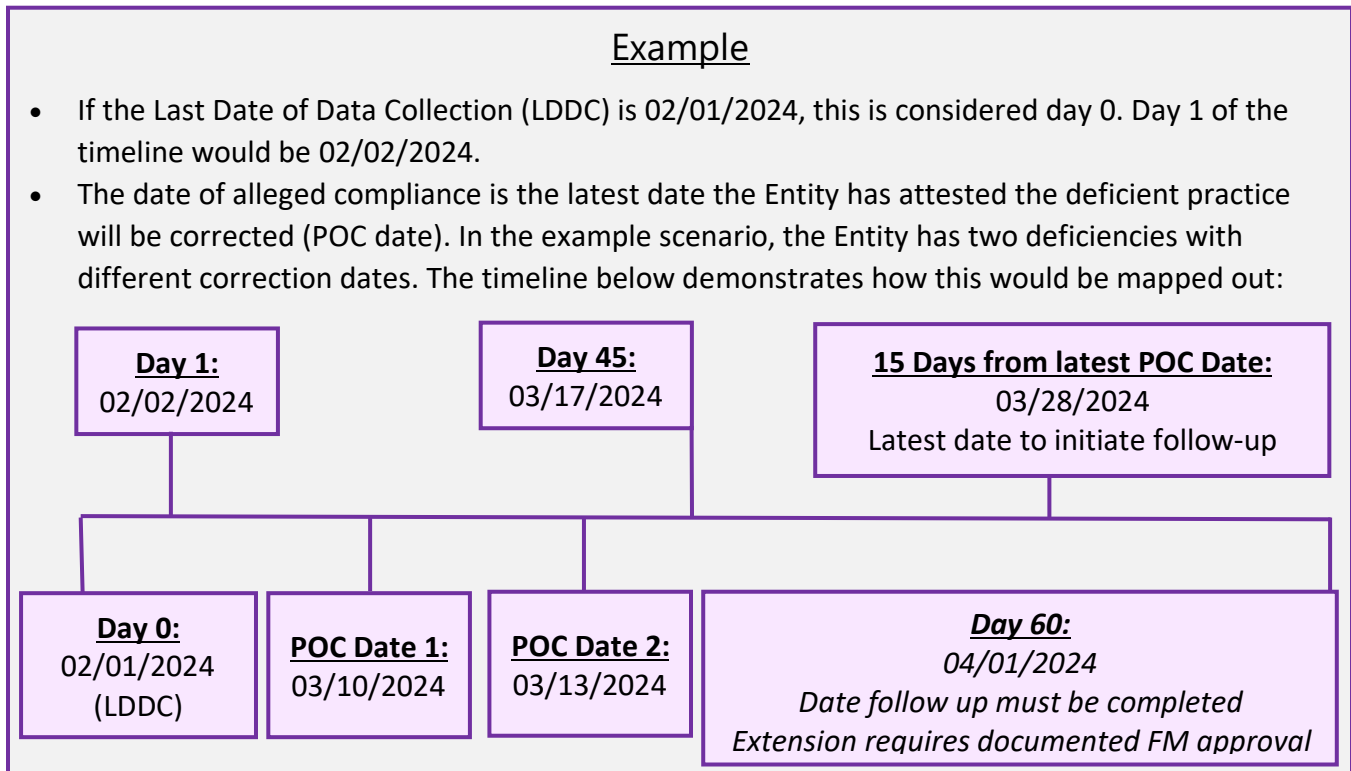 Example
• If the Last Date of Data Collection (LDDC) is 02/01/2024, this is considered day 0. Day 1 of the
timeline would be 02/02/2024.
• The date of alleged compliance is the latest date the Entity has attested the deficient practice
will be corrected (POC date). In the example scenario, the Entity has two deficiencies with
different correction dates. The timeline below demonstrates how this would be mapped out:
Day 1:
02/02/2024
Day 45:
03/17/2024
15 Days from latest POC Date:
03/28/2024
Latest date to initiate follow-up
Day 0:
02/01/2024
(LDDC)
POC Date 1:
03/10/2024
POC Date 2:
03/13/2024
Day 60:
04/01/2024
Date follow up must be completed
Extension requires documented FM approval